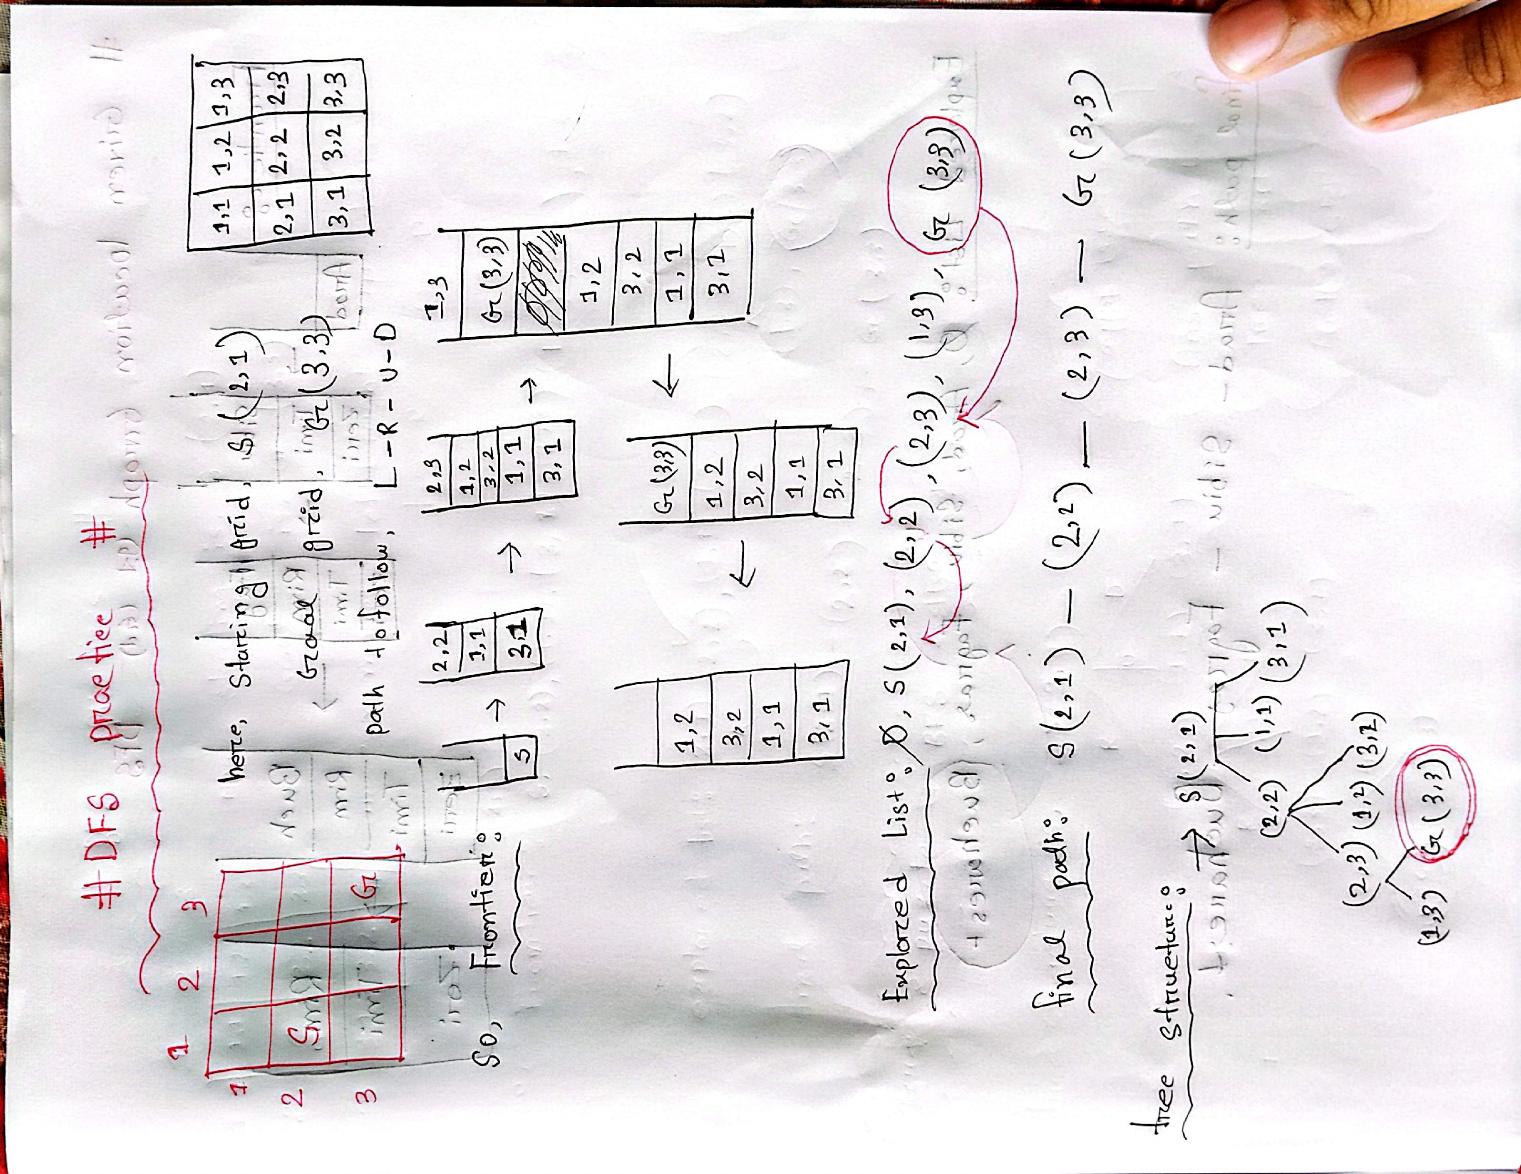 # DFS practice #
1 2 3
1
2 S
3 G
here, Starting grid, S(2,1)
Goal grid, G(3,3)
path to follow, L-R-U-D
1,1 1,2 1,3
2,1 2,2 2,3
3,1 3,2 3,3
So, Frontier:
S → 2,2 1,1 3,1 → 2,3 1,2 3,2 1,1 3,1 → 1,3 G(3,3) 1,2 3,2 1,1 3,1
← G(3,3) 1,2 3,2 1,1 3,1
← 1,2 3,2 1,1 3,1
Explored List: Ø, S(2,1), (2,2), (2,3), (1,3), G(3,3)
final path: S(2,1) — (2,2) — (2,3) — G(3,3)
tree structure: → S(2,1)
(2,2) (1,1) (3,1)
(2,3) (1,2) (3,2)
(1,3) G(3,3)